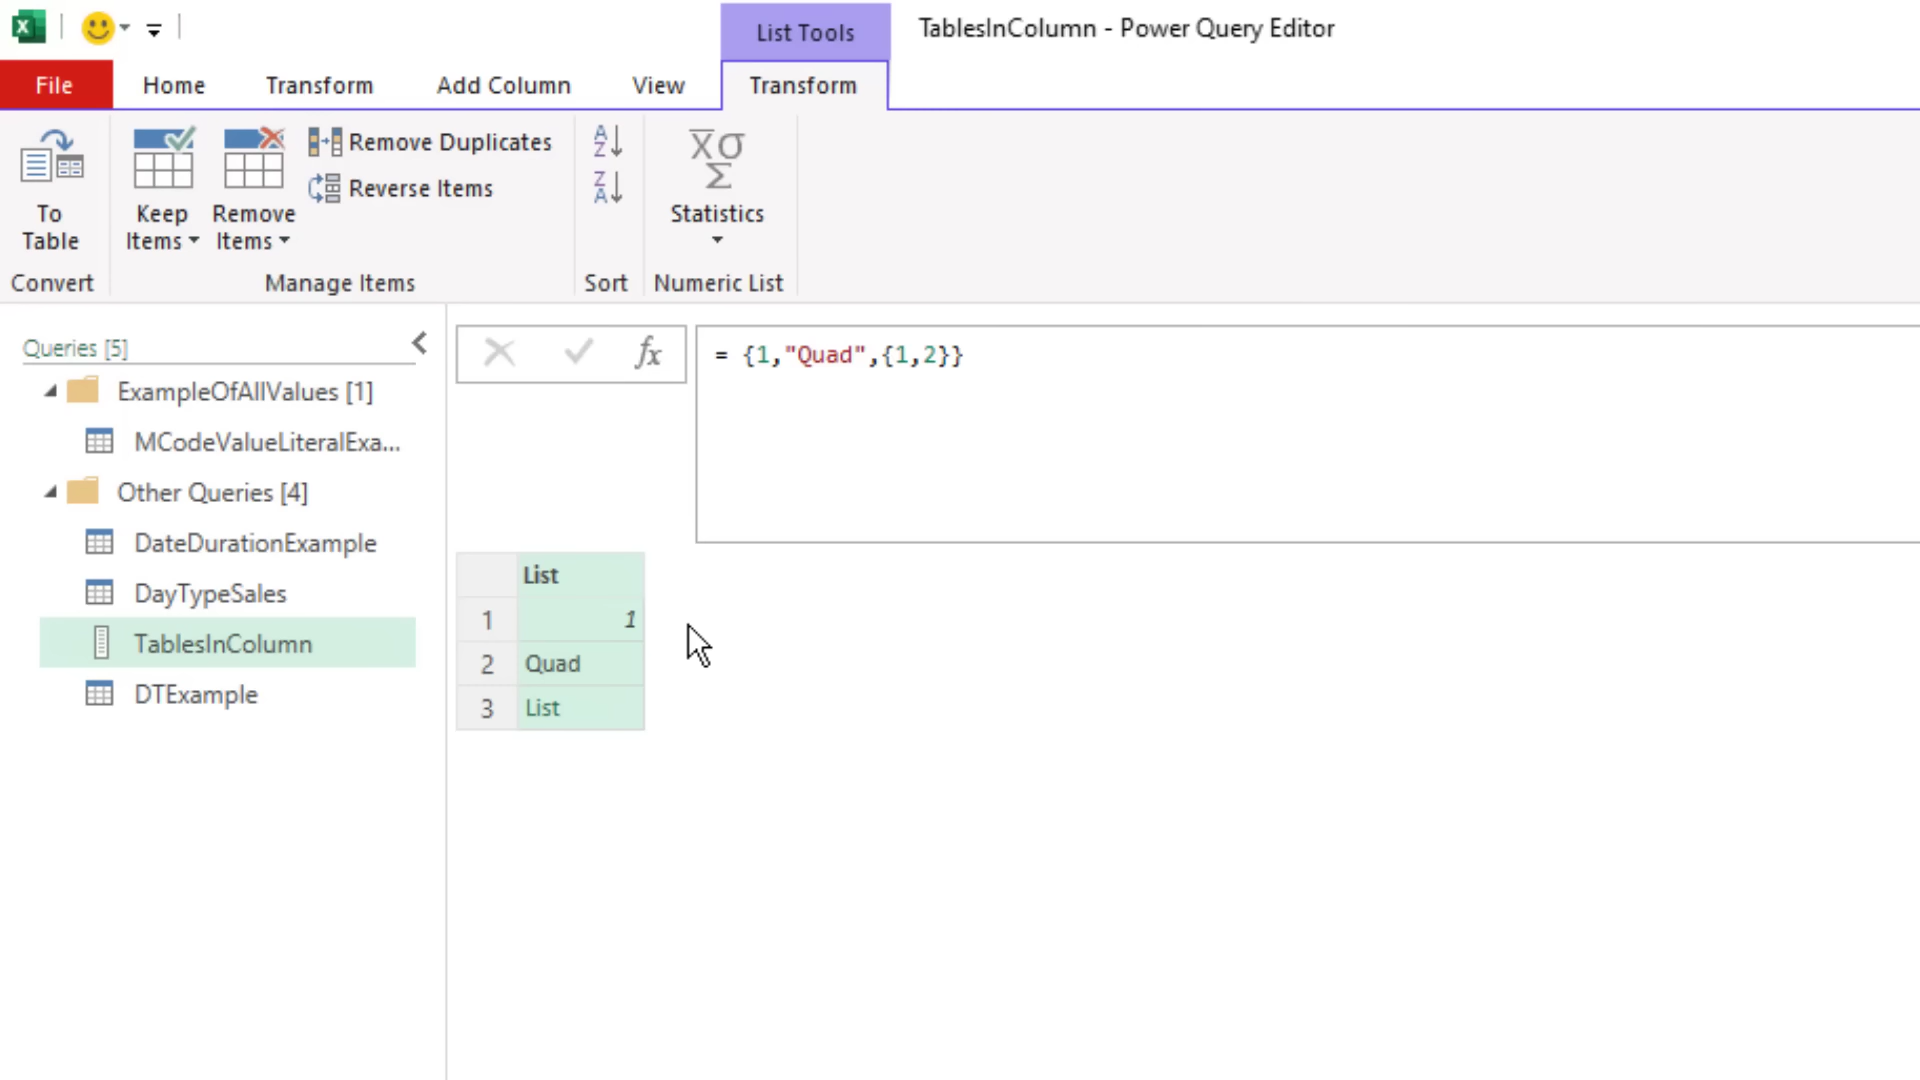 List Tools
TablesInColumn - Power Query Editor
File
Home
Transform
Add Column
View
Transform
To
Table
Keep
Items
Remove
Items
Remove Duplicates
Reverse Items
A
Z
Z
A
X̅σ
Σ
Statistics
Convert
Manage Items
Sort
Numeric List
Queries [5]
fx
= {1,"Quad",{1,2}}
ExampleOfAllValues [1]
MCodeValueLiteralExa...
Other Queries [4]
DateDurationExample
DayTypeSales
TablesInColumn
DTExample
List
1 1
2 Quad
3 List